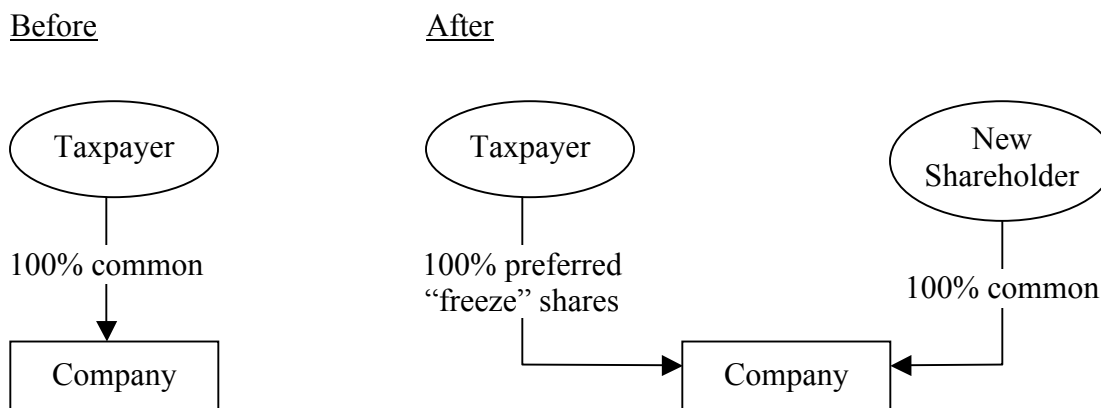 Before
After
Taxpayer
Taxpayer
New
Shareholder
100% common
100% preferred
“freeze” shares
100% common
Company
Company